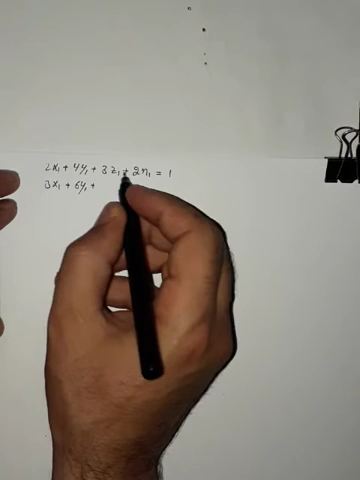 2x₁ + 4y₁ + 3z₁ + 2n₁ = 1
3x₁ + 6y₁ +